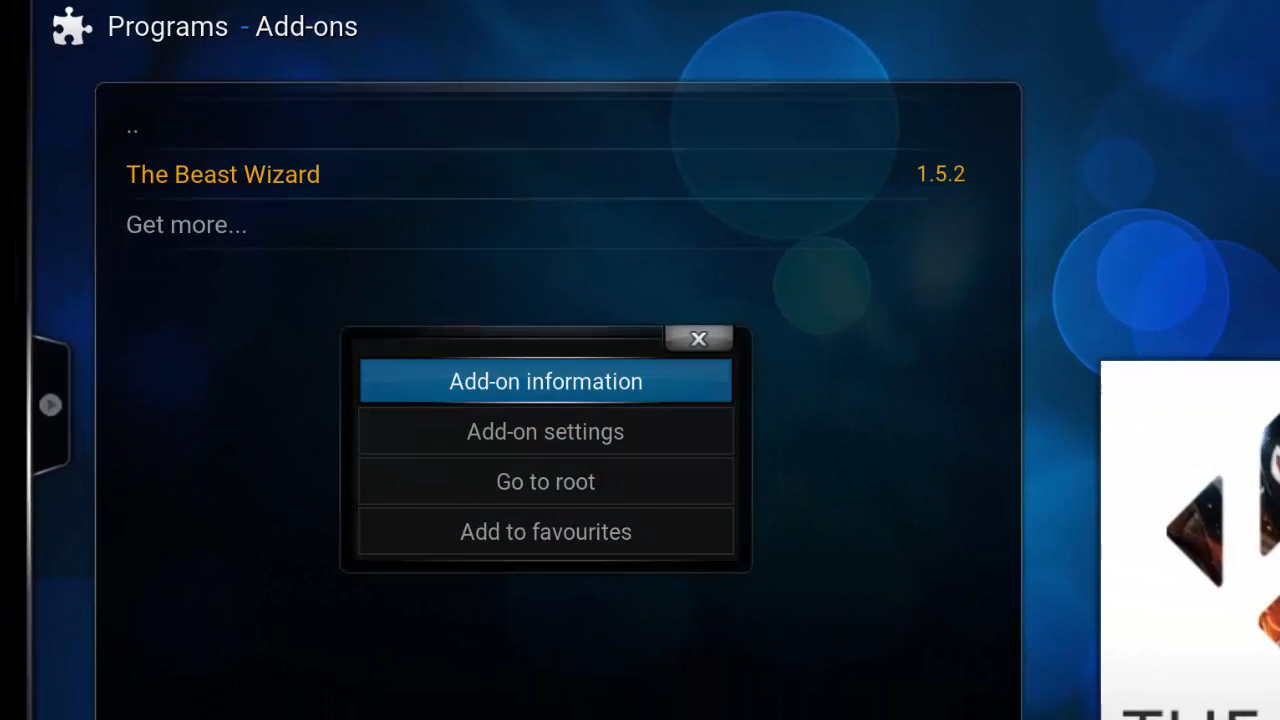 Programs - Add-ons
..
The Beast Wizard 1.5.2
Get more...
Add-on information
Add-on settings
Go to root
Add to favourites
THE